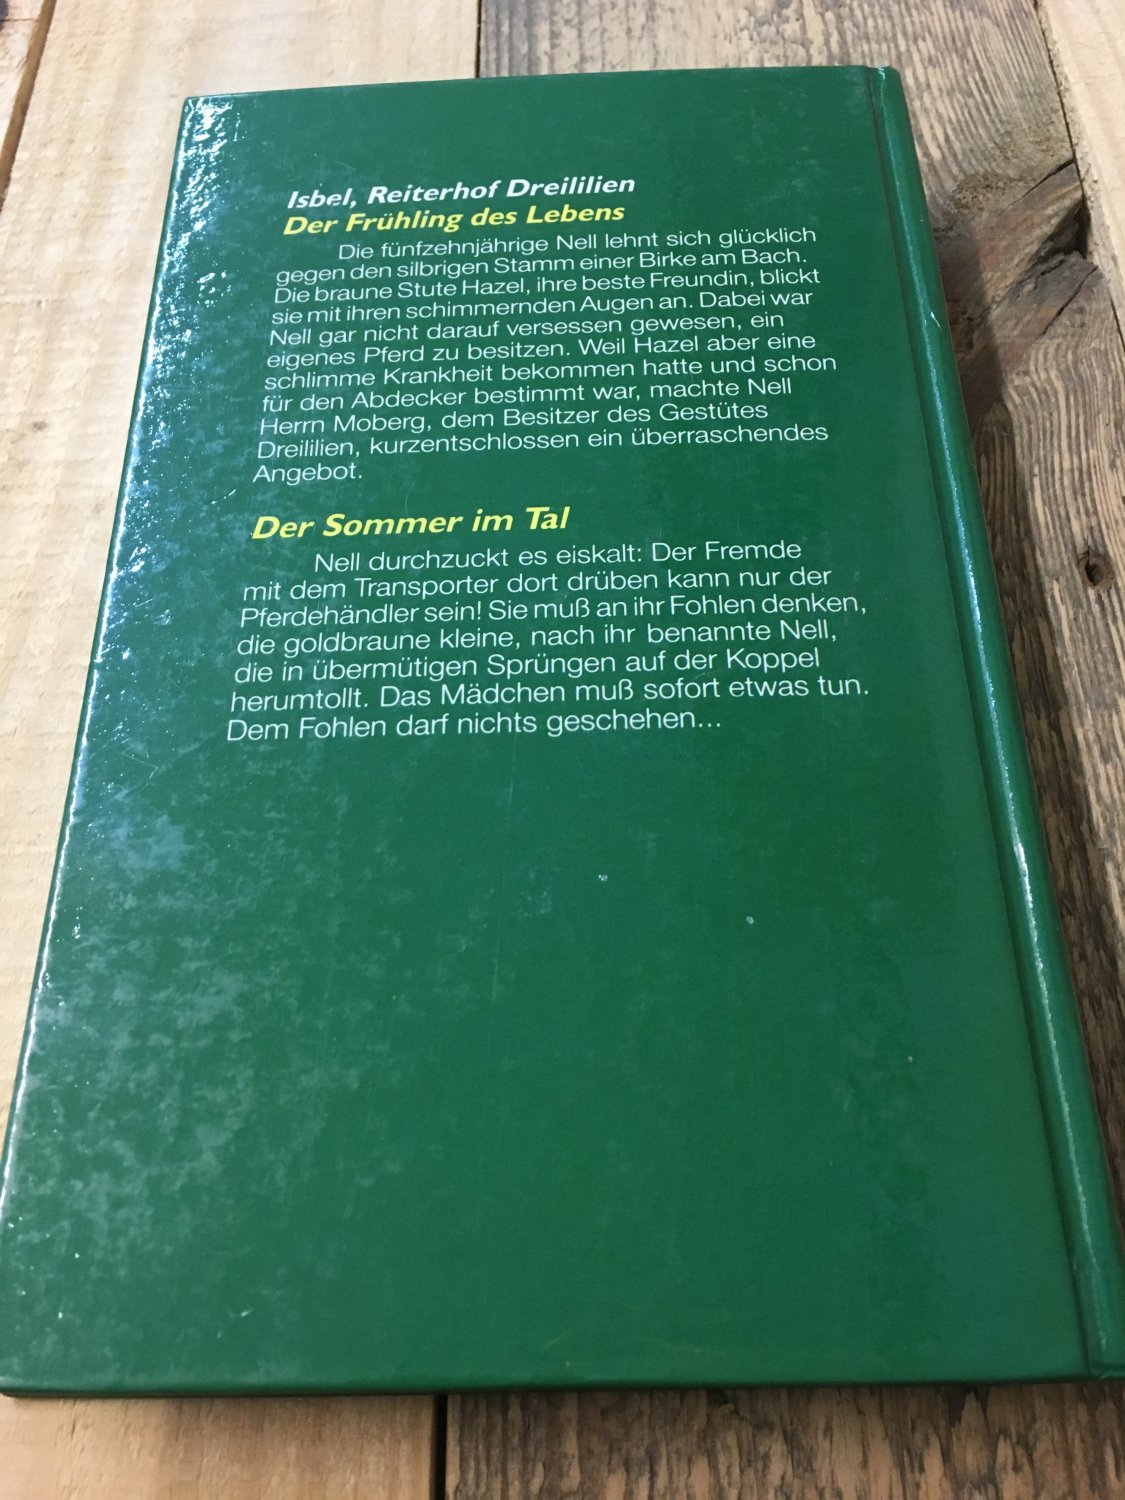 Isbel, Reiterhof Dreililien
Der Frühling des Lebens
Die fünfzehnjährige Nell lehnt sich glücklich
gegen den silbrigen Stamm einer Birke am Bach.
Die braune Stute Hazel, ihre beste Freundin, blickt
sie mit ihren schimmernden Augen an. Dabei war
Nell gar nicht darauf versessen gewesen, ein
eigenes Pferd zu besitzen. Weil Hazel aber eine
schlimme Krankheit bekommen hatte und schon
für den Abdecker bestimmt war, machte Nell
Herrn Moberg, dem Besitzer des Gestütes
Dreililien, kurzentschlossen ein überraschendes
Angebot.
Der Sommer im Tal
Nell durchzuckt es eiskalt: Der Fremde
mit dem Transporter dort drüben kann nur der
Pferdehändler sein! Sie muß an ihr Fohlen denken,
die goldbraune kleine, nach ihr benannte Nell,
die in übermütigen Sprüngen auf der Koppel
herumtollt. Das Mädchen muß sofort etwas tun.
Dem Fohlen darf nichts geschehen...